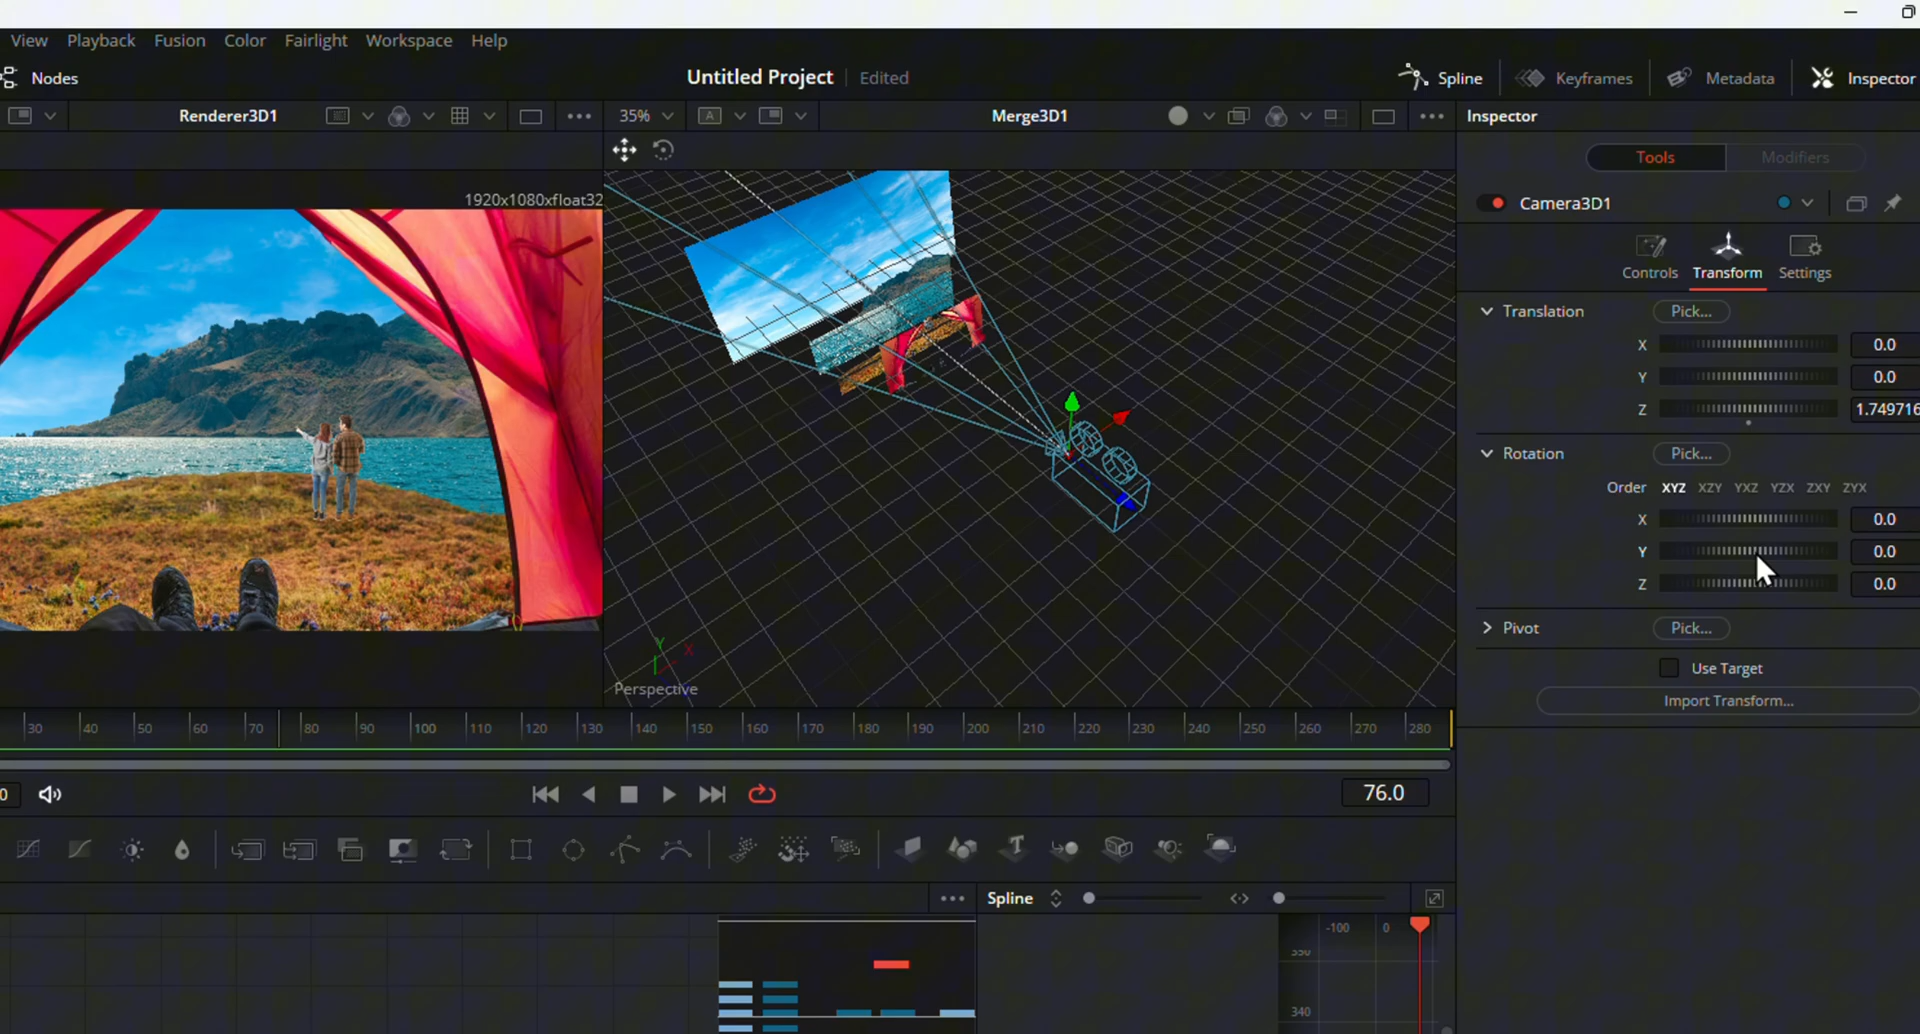 View Playback Fusion Color Fairlight Workspace Help
Nodes Untitled Project Edited Spline Keyframes Metadata Inspector
Renderer3D1 35% A Merge3D1 Inspector
Tools Modifiers
1920x1080xfloat32
Camera3D1
Controls Transform Settings
Translation Pick...
X 0.0
Y 0.0
Z 1.749716
Rotation Pick...
Order XYZ XZY YXZ YZX ZXY ZYX
X 0.0
Y 0.0
Z 0.0
Pivot Pick...
Y X
Use Target
Perspective
Import Transform...
30 40 50 60 70 80 90 100 110 120 130 140 150 160 170 180 190 200 210 220 230 240 250 260 270 280
0 76.0
T
Spline
-100 0
340